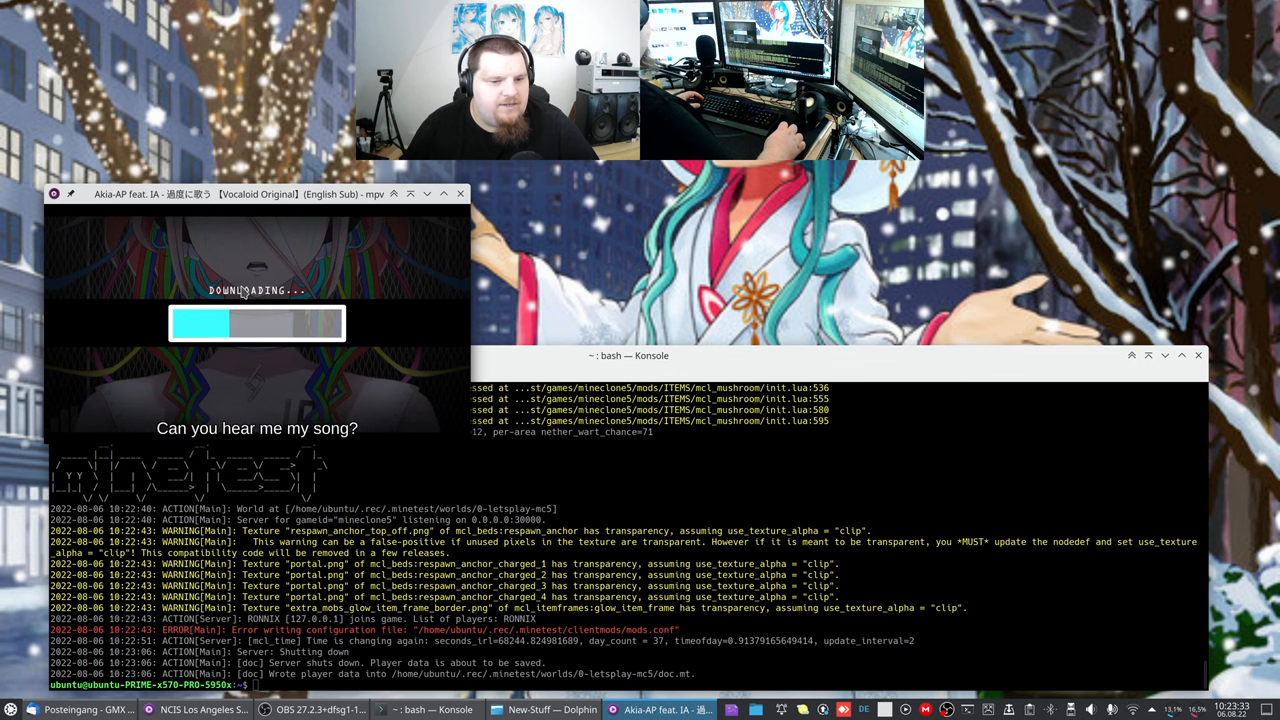 Akia-AP feat. IA - 過度に歌う 【Vocaloid Original】(English Sub) - mpv
DOWNLOADING...
Can you hear me my song?
~ : bash — Konsole
essed at ...st/games/mineclone5/mods/ITEMS/mcl_mushroom/init.lua:536
essed at ...st/games/mineclone5/mods/ITEMS/mcl_mushroom/init.lua:555
essed at ...st/games/mineclone5/mods/ITEMS/mcl_mushroom/init.lua:580
essed at ...st/games/mineclone5/mods/ITEMS/mcl_mushroom/init.lua:595
12, per-area nether_wart_chance=71
2022-08-06 10:22:40: ACTION[Main]: World at [/home/ubuntu/.rec/.minetest/worlds/0-letsplay-mc5]
2022-08-06 10:22:40: ACTION[Main]: Server for gameid="mineclone5" listening on 0.0.0.0:30000.
2022-08-06 10:22:43: WARNING[Main]: Texture "respawn_anchor_top_off.png" of mcl_beds:respawn_anchor has transparency, assuming use_texture_alpha = "clip".
2022-08-06 10:22:43: WARNING[Main]:   This warning can be a false-positive if unused pixels in the texture are transparent. However if it is meant to be transparent, you *MUST* update the nodedef and set use_texture
_alpha = "clip"! This compatibility code will be removed in a few releases.
2022-08-06 10:22:43: WARNING[Main]: Texture "portal.png" of mcl_beds:respawn_anchor_charged_1 has transparency, assuming use_texture_alpha = "clip".
2022-08-06 10:22:43: WARNING[Main]: Texture "portal.png" of mcl_beds:respawn_anchor_charged_2 has transparency, assuming use_texture_alpha = "clip".
2022-08-06 10:22:43: WARNING[Main]: Texture "portal.png" of mcl_beds:respawn_anchor_charged_3 has transparency, assuming use_texture_alpha = "clip".
2022-08-06 10:22:43: WARNING[Main]: Texture "portal.png" of mcl_beds:respawn_anchor_charged_4 has transparency, assuming use_texture_alpha = "clip".
2022-08-06 10:22:43: WARNING[Main]: Texture "extra_mobs_glow_item_frame_border.png" of mcl_itemframes:glow_item_frame has transparency, assuming use_texture_alpha = "clip".
2022-08-06 10:22:43: ACTION[Server]: RONNIX [127.0.0.1] joins game. List of players: RONNIX
2022-08-06 10:22:43: ERROR[Main]: Error writing configuration file: "/home/ubuntu/.rec/.minetest/clientmods/mods.conf"
2022-08-06 10:22:51: ACTION[Server]: [mcl_time] Time is changing again: seconds_irl=68244.824981689, day_count = 37, timeofday=0.91379165649414, update_interval=2
2022-08-06 10:23:06: ACTION[Main]: Server: Shutting down
2022-08-06 10:23:06: ACTION[Main]: [doc] Server shuts down. Player data is about to be saved.
2022-08-06 10:23:06: ACTION[Main]: [doc] Wrote player data into /home/ubuntu/.rec/.minetest/worlds/0-letsplay-mc5/doc.mt.
ubuntu@ubuntu-PRIME-x570-PRO-5950x:~$
Posteingang - GMX ...
NCIS Los Angeles S...
OBS 27.2.3+dfsg1-1...
~ : bash — Konsole
New-Stuff — Dolphin
Akia-AP feat. IA - 過...
DE
13,1%
16,5%
10:23:33
06.08.22